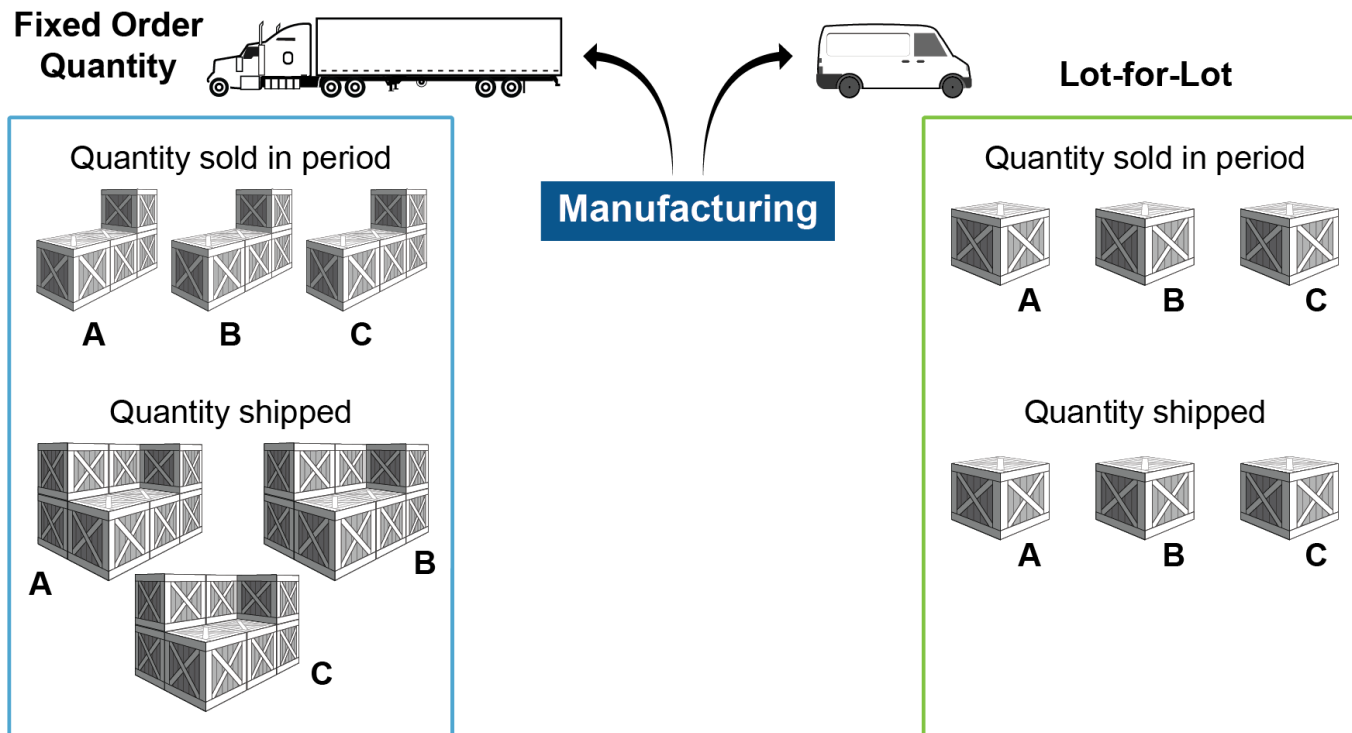 Fixed Order
Quantity
Lot-for-Lot
Manufacturing
Quantity sold in period
A
B
C
Quantity shipped
A
B
C
Quantity sold in period
A
B
C
Quantity shipped
A
B
C